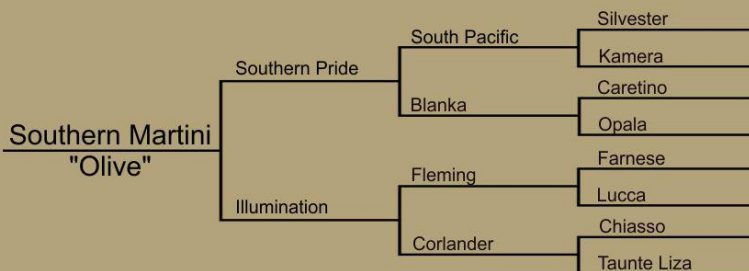 Southern Martini
"Olive"
Southern Pride
Illumination
South Pacific
Blanka
Fleming
Corlander
Silvester
Kamera
Caretino
Opala
Farnese
Lucca
Chiasso
Taunte Liza